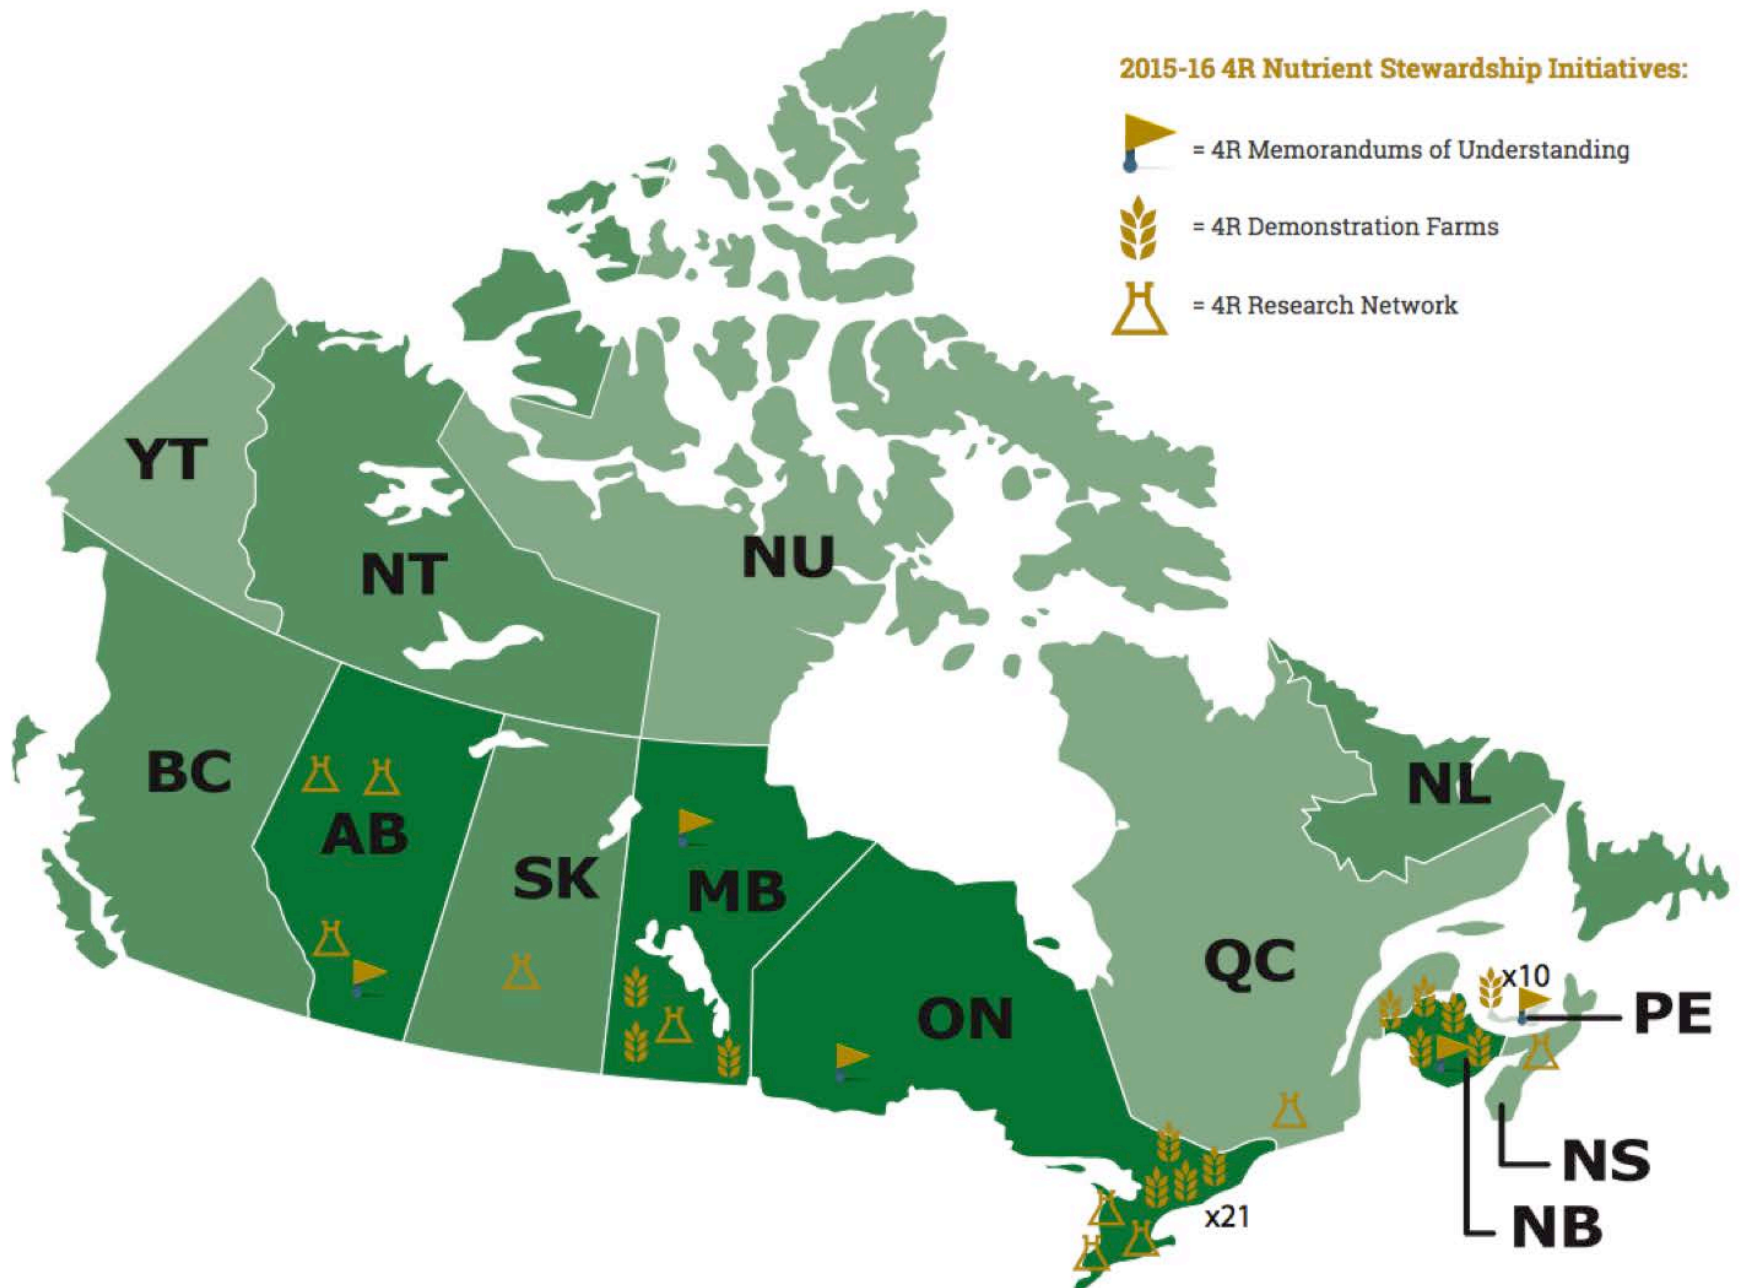 2015-16 4R Nutrient Stewardship Initiatives:
= 4R Memorandums of Understanding
= 4R Demonstration Farms
= 4R Research Network
YT
NT
NU
BC
AB
SK
MB
ON
QC
NL
x10
PE
NS
NB
x21